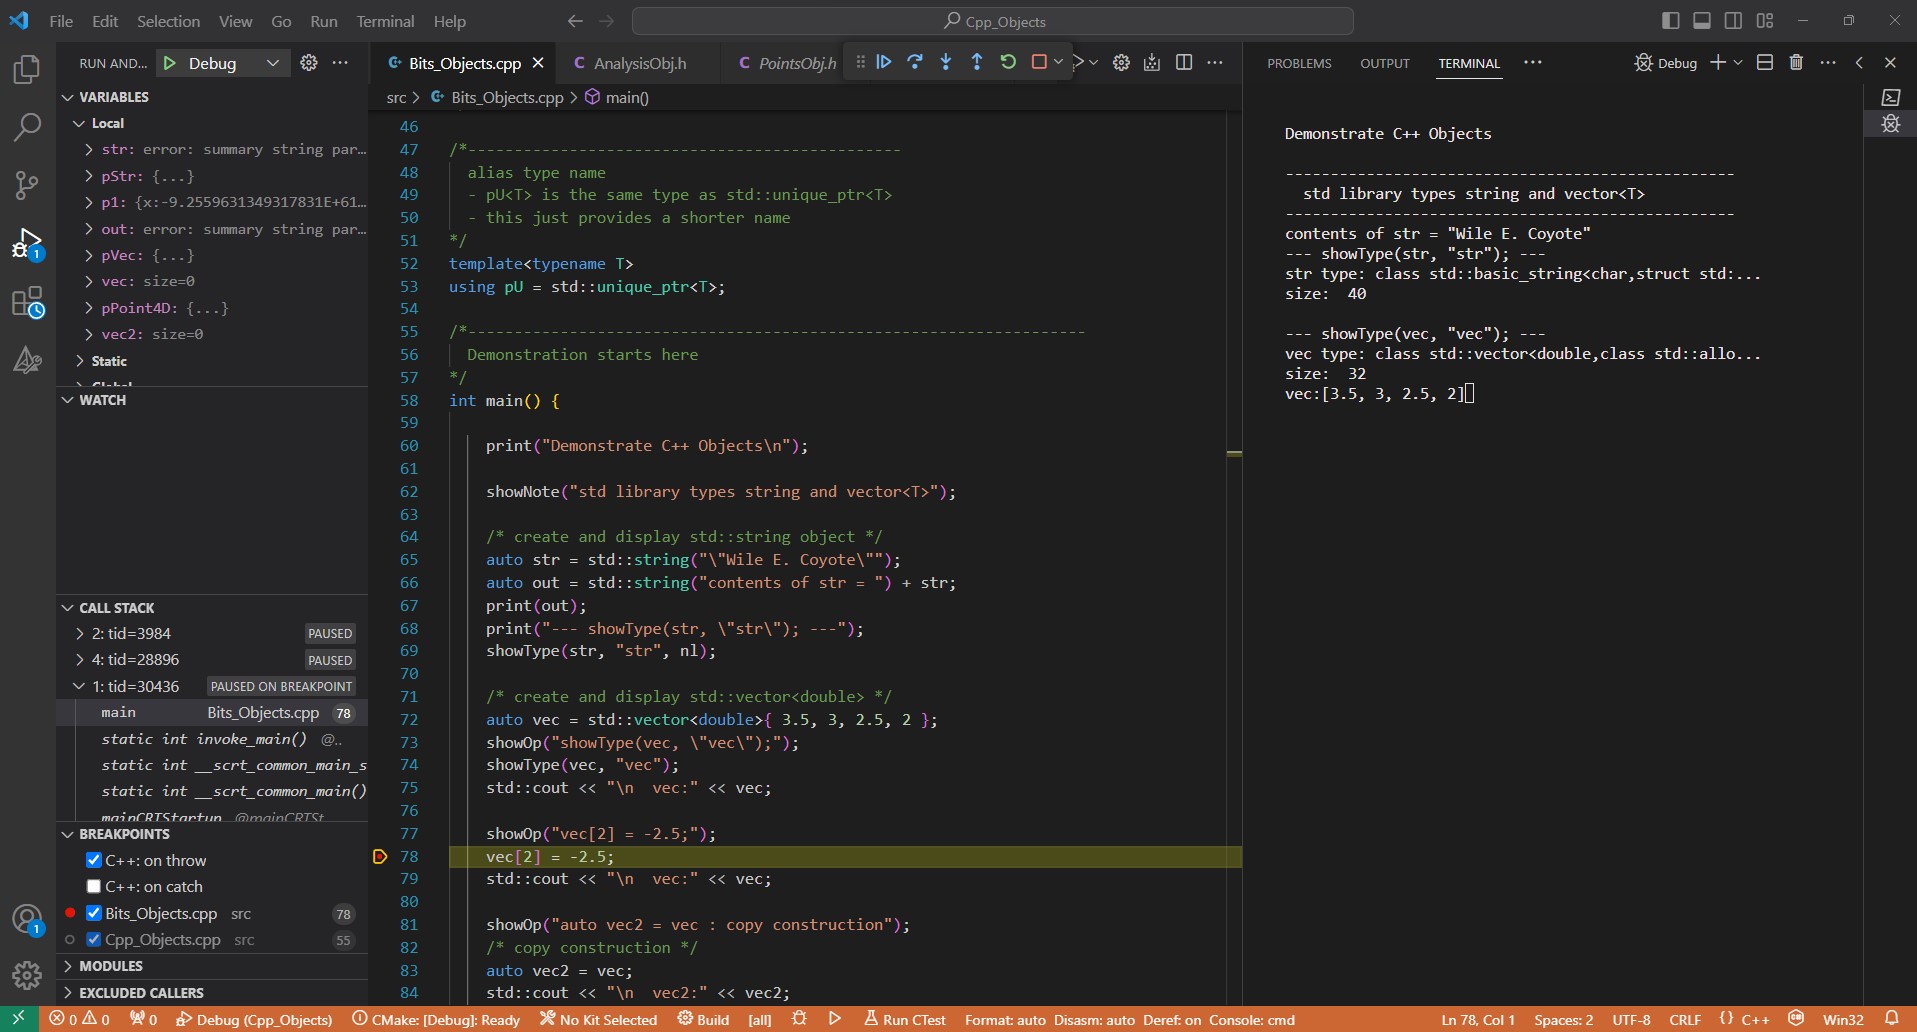 File Edit Selection View Go Run Terminal Help
Cpp_Objects
RUN AND... Debug
VARIABLES
Local
str: error: summary string par...
pStr: {...}
p1: {x:-9.2559631349317831E+61...
out: error: summary string par...
pVec: {...}
vec: size=0
pPoint4D: {...}
vec2: size=0
Static
Global
WATCH
CALL STACK
2: tid=3984 PAUSED
4: tid=28896 PAUSED
1: tid=30436 PAUSED ON BREAKPOINT
main Bits_Objects.cpp 78
static int invoke_main() @..
static int __scrt_common_main_s
static int __scrt_common_main()
mainCRTStartup @mainCRTSt
BREAKPOINTS
C++: on throw
C++: on catch
Bits_Objects.cpp src 78
Cpp_Objects.cpp src 55
MODULES
EXCLUDED CALLERS
Bits_Objects.cpp AnalysisObj.h PointsObj.h
src > Bits_Objects.cpp > main()
46
47 /*-----------------------------------------------
48 alias type name
49 - pU<T> is the same type as std::unique_ptr<T>
50 - this just provides a shorter name
51 */
52 template<typename T>
53 using pU = std::unique_ptr<T>;
54
55 /*-------------------------------------------------------------------
56 Demonstration starts here
57 */
58 int main() {
59
60 print("Demonstrate C++ Objects\n");
61
62 showNote("std library types string and vector<T>");
63
64 /* create and display std::string object */
65 auto str = std::string("\"Wile E. Coyote\"");
66 auto out = std::string("contents of str = ") + str;
67 print(out);
68 print("--- showType(str, \"str\"); ---");
69 showType(str, "str", nl);
70
71 /* create and display std::vector<double> */
72 auto vec = std::vector<double>{ 3.5, 3, 2.5, 2 };
73 showOp("showType(vec, \"vec\");");
74 showType(vec, "vec");
75 std::cout << "\n  vec:" << vec;
76
77 showOp("vec[2] = -2.5;");
78 vec[2] = -2.5;
79 std::cout << "\n  vec:" << vec;
80
81 showOp("auto vec2 = vec : copy construction");
82 /* copy construction */
83 auto vec2 = vec;
84 std::cout << "\n  vec2:" << vec2;
PROBLEMS OUTPUT TERMINAL ... Debug
Demonstrate C++ Objects
--------------------------------------------------
std library types string and vector<T>
--------------------------------------------------
contents of str = "Wile E. Coyote"
--- showType(str, "str"); ---
str type: class std::basic_string<char,struct std:...
size:  40
--- showType(vec, "vec"); ---
vec type: class std::vector<double,class std::allo...
size:  32
vec:[3.5, 3, 2.5, 2]
1
1
0 0 0 Debug (Cpp_Objects) CMake: [Debug]: Ready No Kit Selected Build [all] Run CTest Format: auto Disasm: auto Deref: on Console: cmd Ln 78, Col 1 Spaces: 2 UTF-8 CRLF {} C++ Win32